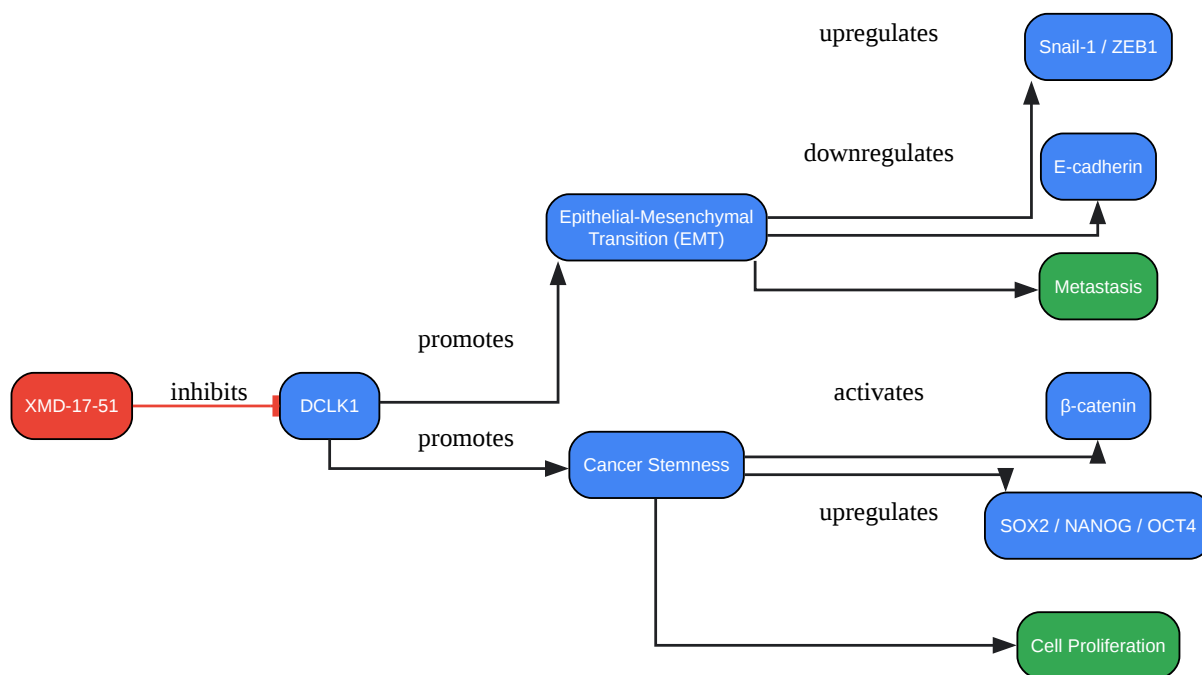 upregulates
Snail-1 / ZEB1
downregulates
E-cadherin
Epithelial-Mesenchymal
Transition (EMT)
Metastasis
promotes
XMD-17-51
inhibits
DCLK1
activates
β-catenin
promotes
Cancer Stemness
upregulates
SOX2 / NANOG / OCT4
Cell Proliferation